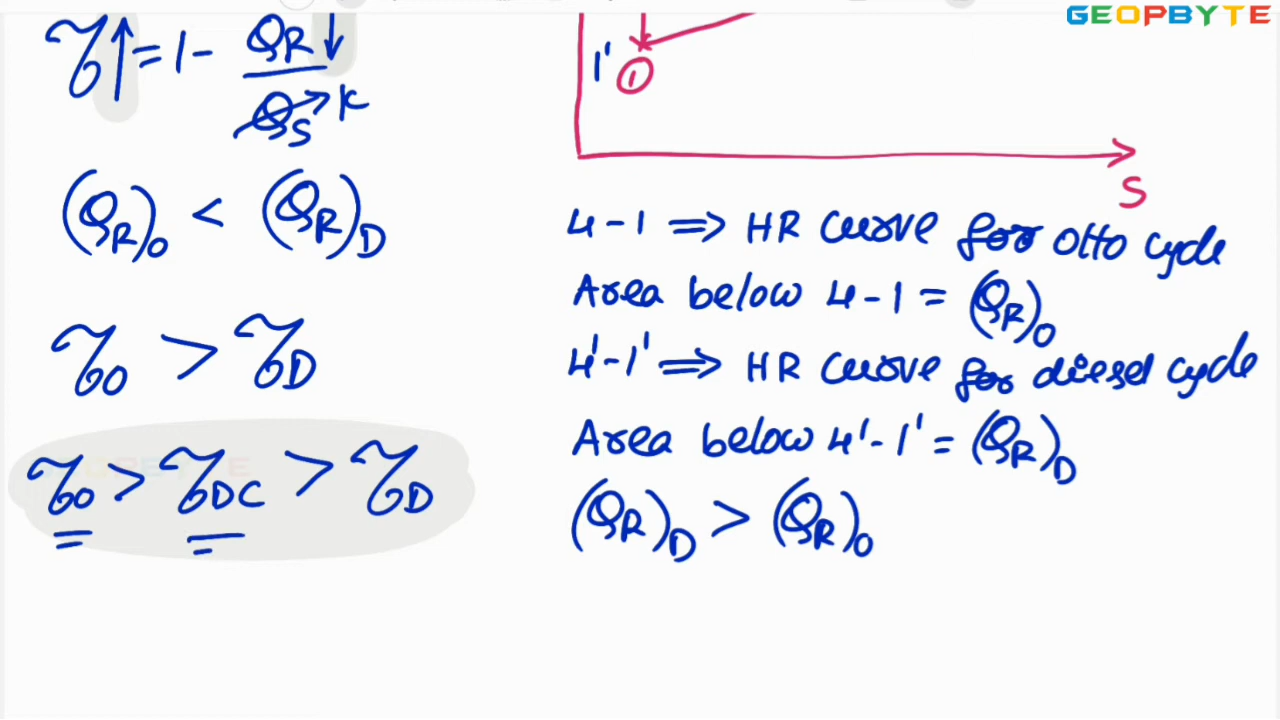 GEOPBYTE
η↑ = 1 - QR↓ / QS → K
(QR)O < (QR)D
ηO > ηD
ηO > ηDC > ηD
1'
1
S
4-1 ⇒ HR curve for otto cycle
Area below 4-1 = (QR)O
4'-1' ⇒ HR curve for diesel cycle
Area below 4'-1' = (QR)D
(QR)D > (QR)O